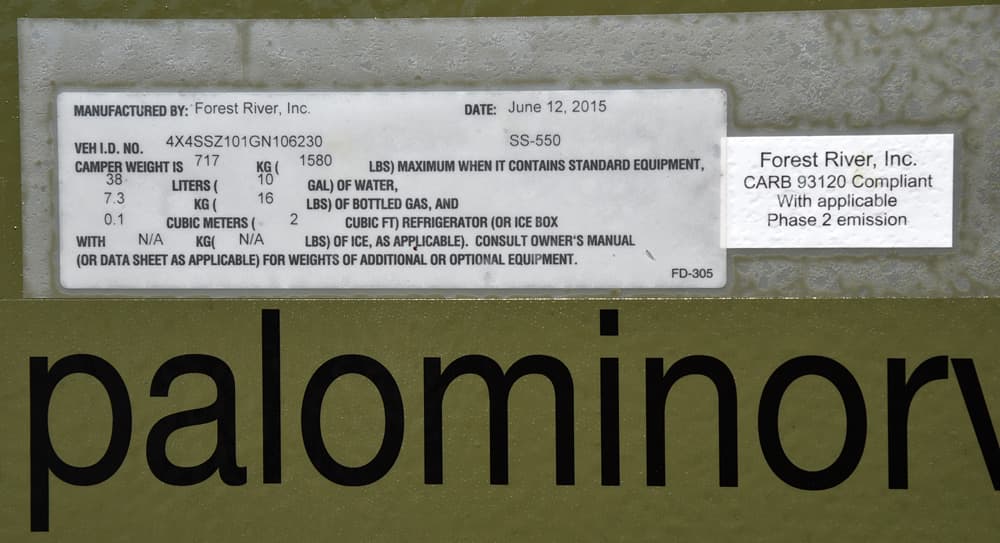 MANUFACTURED BY: Forest River, Inc. DATE: June 12, 2015
VEH I.D. NO. 4X4SSZ101GN106230 SS-550
CAMPER WEIGHT IS 717 KG ( 1580 LBS) MAXIMUM WHEN IT CONTAINS STANDARD EQUIPMENT,
38 LITERS ( 10 GAL) OF WATER,
7.3 KG ( 16 LBS) OF BOTTLED GAS, AND
0.1 CUBIC METERS ( 2 CUBIC FT) REFRIGERATOR (OR ICE BOX
WITH N/A KG( N/A LBS) OF ICE, AS APPLICABLE). CONSULT OWNER'S MANUAL
(OR DATA SHEET AS APPLICABLE) FOR WEIGHTS OF ADDITIONAL OR OPTIONAL EQUIPMENT.
FD-305
Forest River, Inc.
CARB 93120 Compliant
With applicable
Phase 2 emission
palominorv